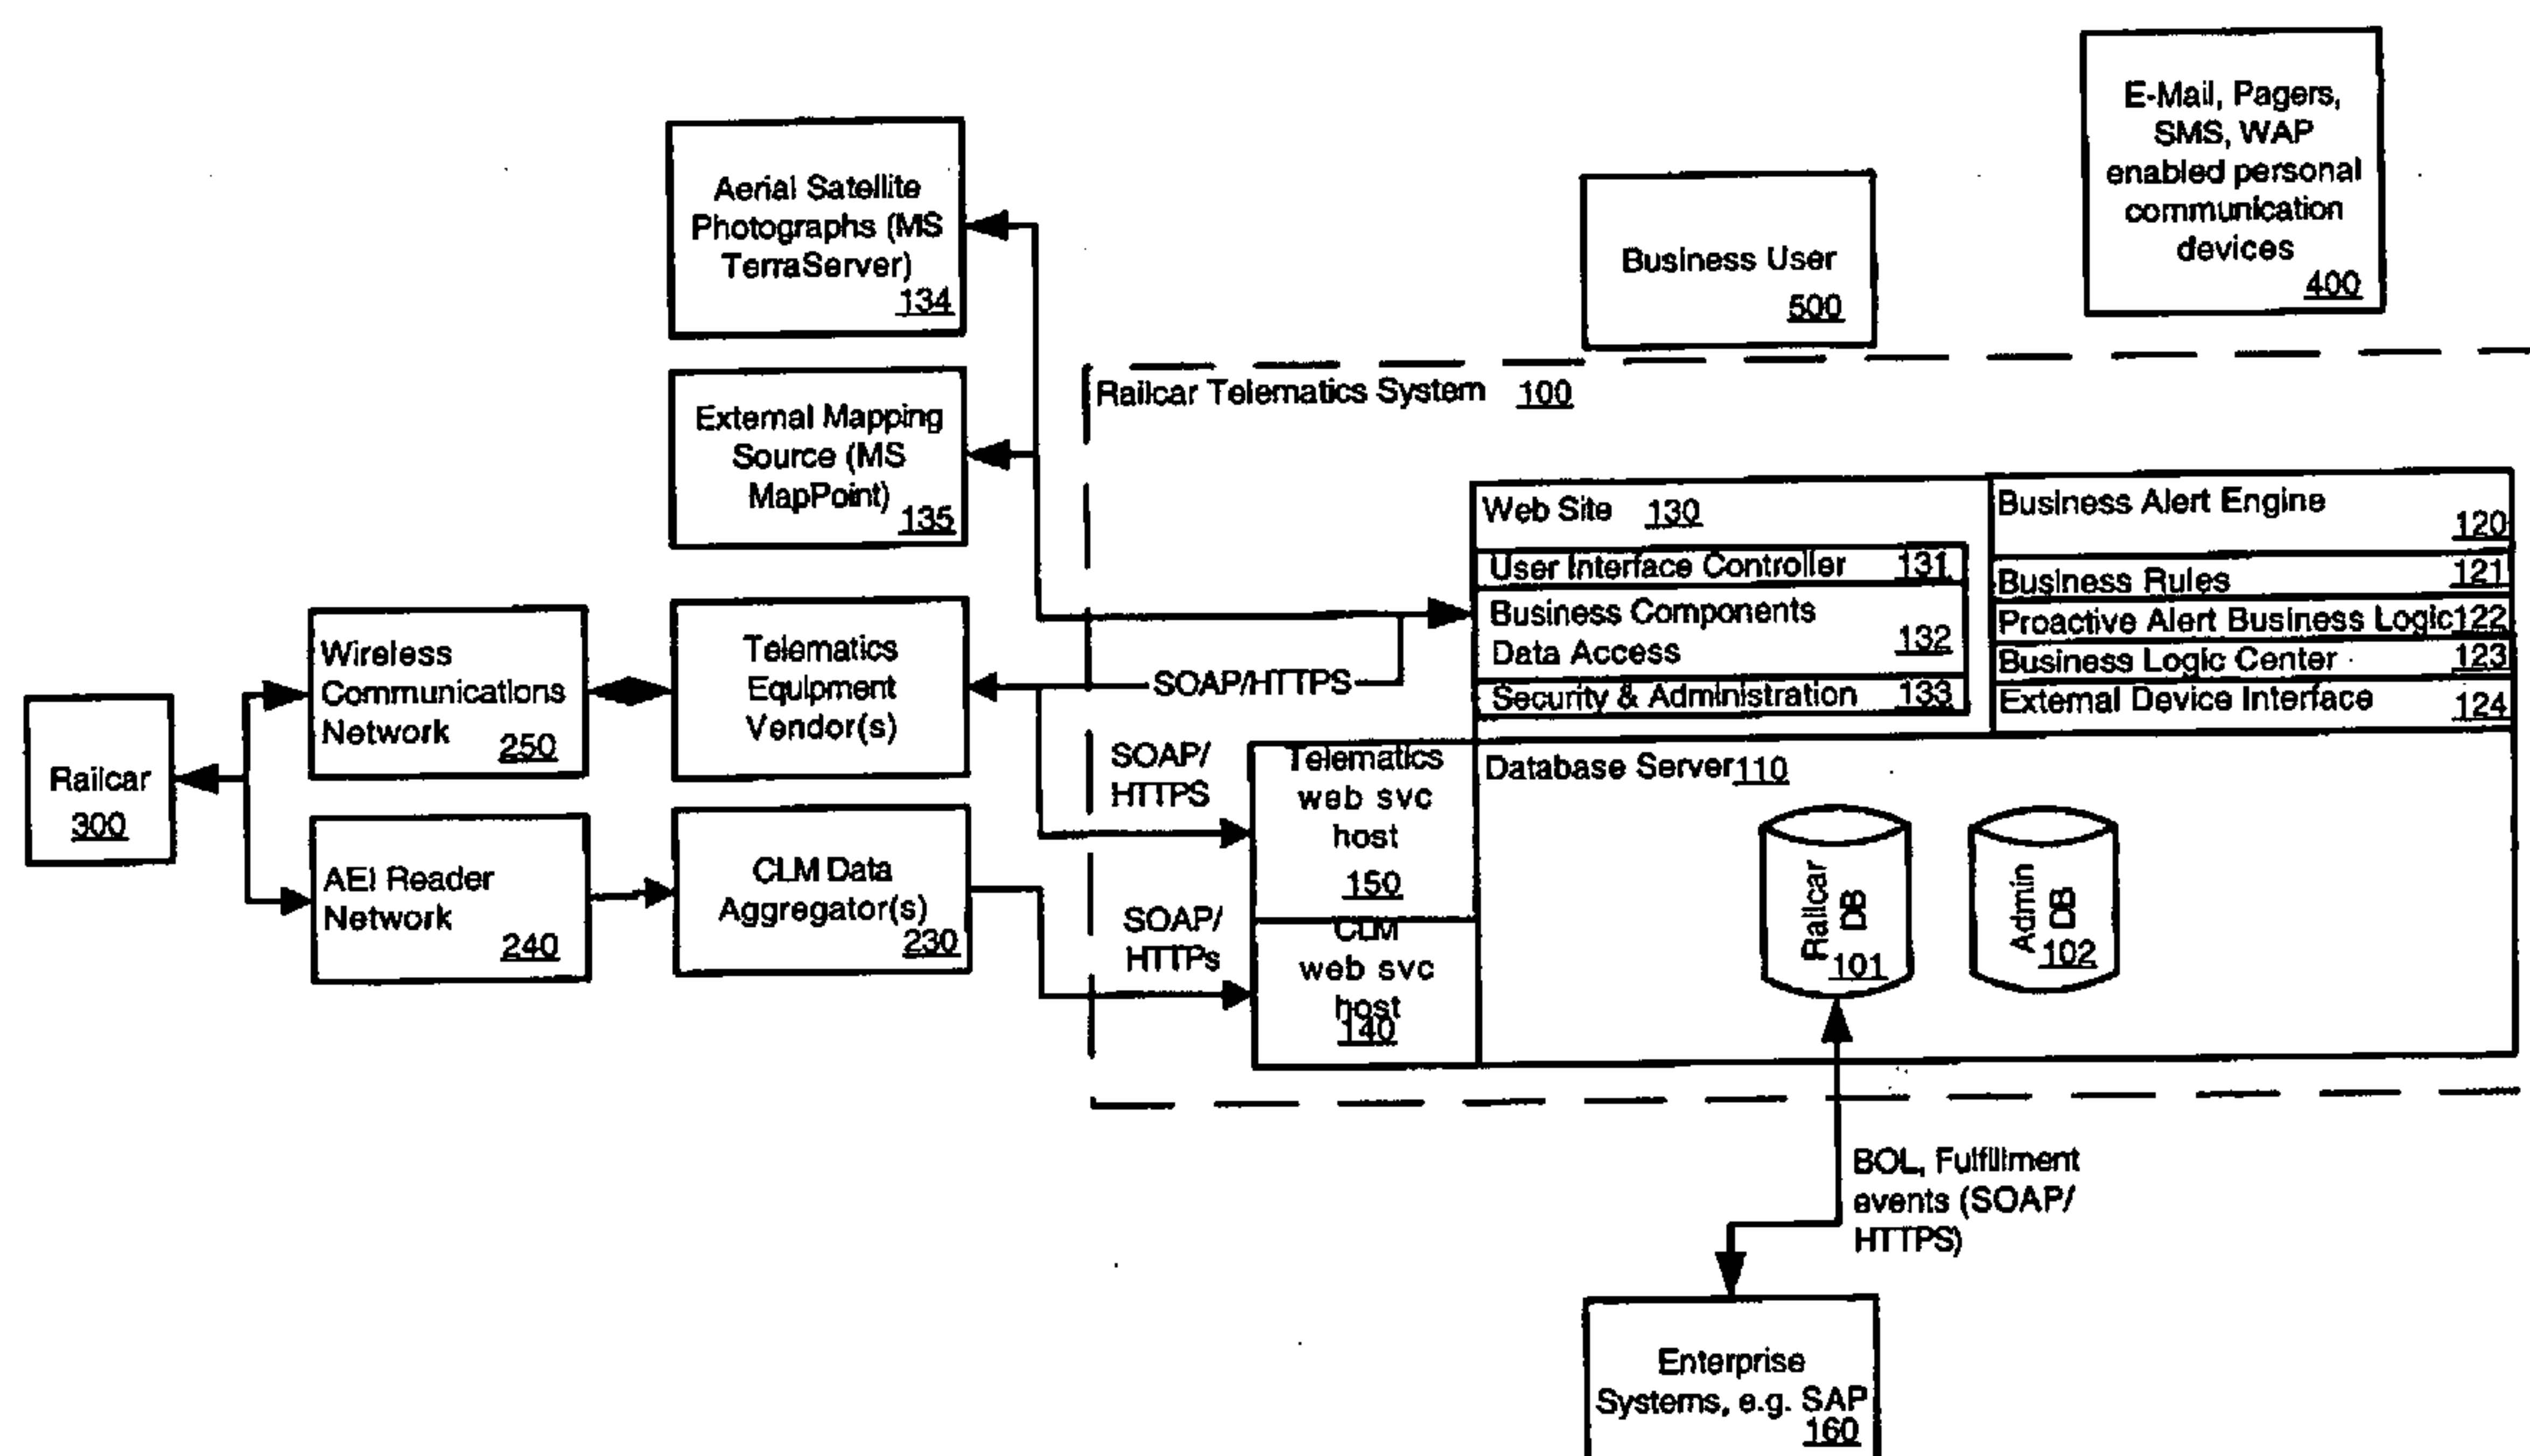 E-Mail, Pagers,
SMS, WAP
enabled personal
communication
devices
400
Aerial Satellite
Photographs (MS
TerraServer)
134
Business User
500
External Mapping
Source (MS
MapPoint)
135
Railcar Telematics System 100
Web Site 130
User Interface Controller 131
Business Components
Data Access 132
Security & Administration 133
Business Alert Engine
120
Business Rules 121
Proactive Alert Business Logic 122
Business Logic Center 123
External Device Interface 124
Wireless
Communications
Network 250
Telematics
Equipment
Vendor(s)
SOAP/HTTPS
Railcar
300
SOAP/
HTTPS
Telematics
web svc
host
150
Database Server 110
AEI Reader
Network
240
CLM Data
Aggregator(s)
230
SOAP/
HTTPs
CLM
web svc
host
140
Railcar
DB
101
Admin
DB
102
BOL, Fulfillment
events (SOAP/
HTTPS)
Enterprise
Systems, e.g. SAP
160